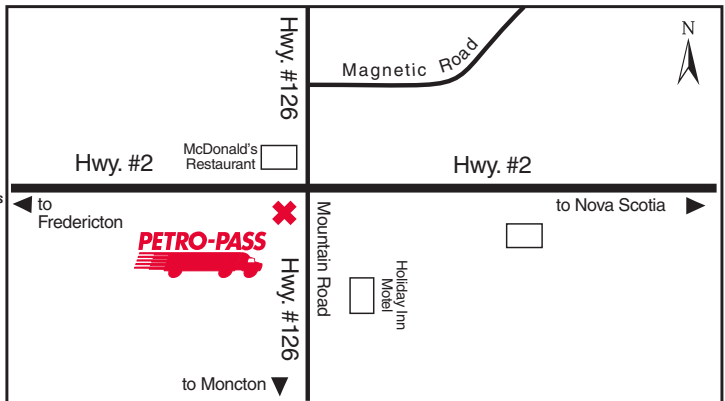 Hwy. #126
Magnetic Road
N
McDonald's
Restaurant
Hwy. #2
Hwy. #2
s
to
Fredericton
to Nova Scotia
PETRO-PASS
Mountain Road
Hwy. #126
Holiday Inn
Motel
to Moncton